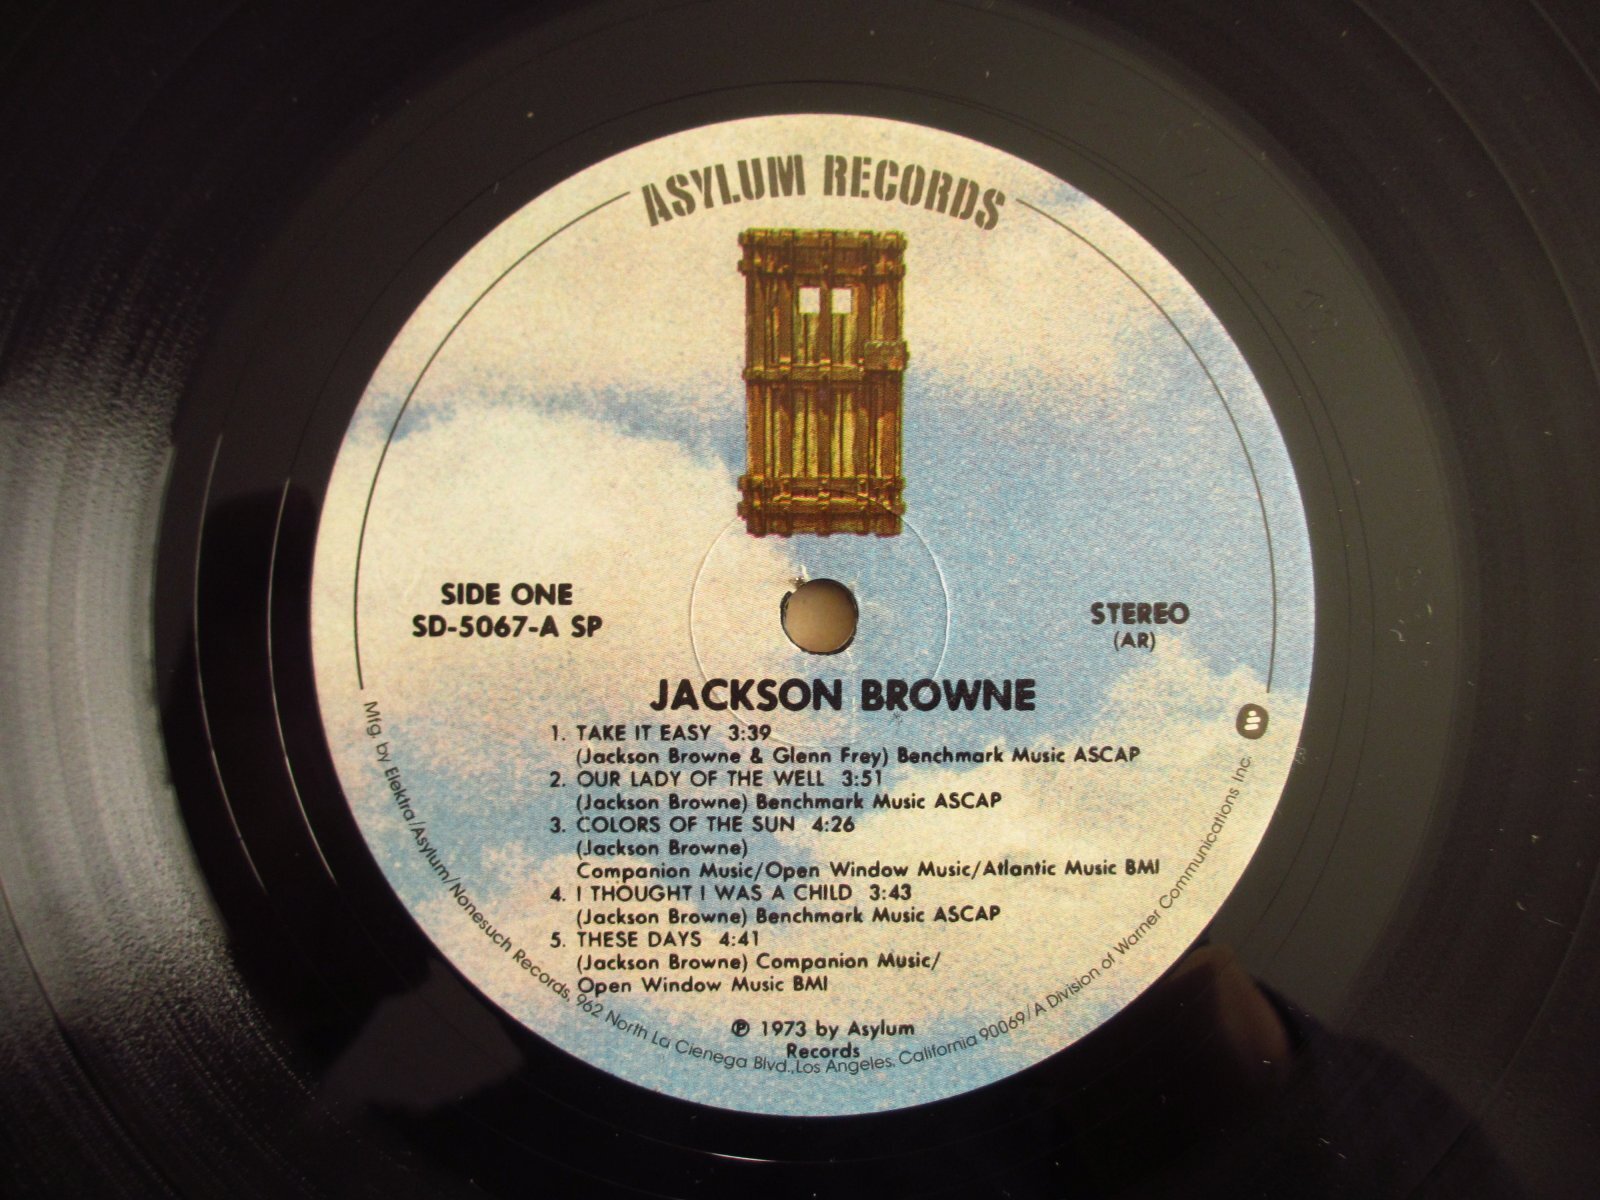 ASYLUM RECORDS
SIDE ONE
SD-5067-A SP
STEREO
(AR)
JACKSON BROWNE
1. TAKE IT EASY 3:39
(Jackson Browne & Glenn Frey) Benchmark Music ASCAP
2. OUR LADY OF THE WELL 3:51
(Jackson Browne) Benchmark Music ASCAP
3. COLORS OF THE SUN 4:26
(Jackson Browne)
Companion Music/Open Window Music/Atlantic Music BMI
4. I THOUGHT I WAS A CHILD 3:43
(Jackson Browne) Benchmark Music ASCAP
5. THESE DAYS 4:41
(Jackson Browne) Companion Music/
Open Window Music BMI
℗ 1973 by Asylum
Records
Mfg. by Elektra/Asylum/Nonesuch Records, 962 North La Cienega Blvd., Los Angeles, California 90069/A Division of Warner Communications Inc.